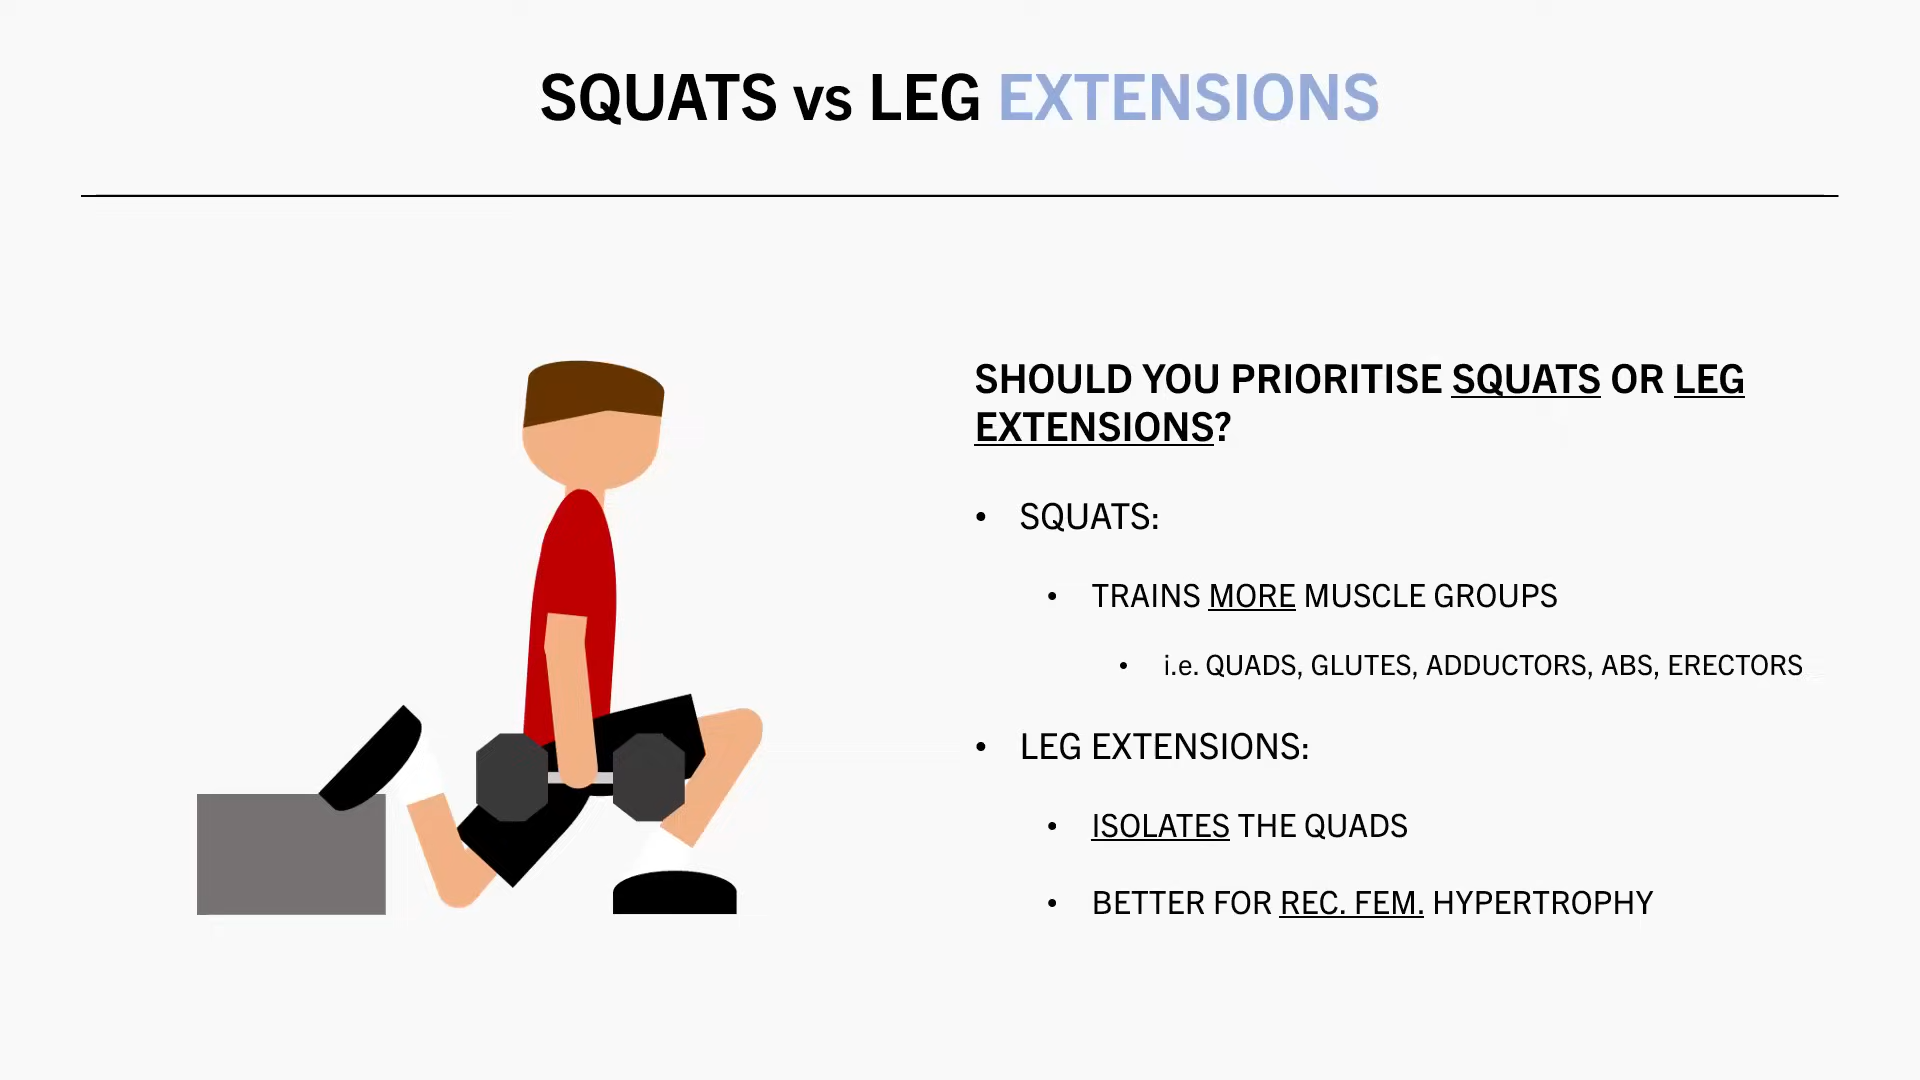 SQUATS vs LEG EXTENSIONS
SHOULD YOU PRIORITISE SQUATS OR LEG
EXTENSIONS?
• SQUATS:
• TRAINS MORE MUSCLE GROUPS
• i.e. QUADS, GLUTES, ADDUCTORS, ABS, ERECTORS
• LEG EXTENSIONS:
• ISOLATES THE QUADS
• BETTER FOR REC. FEM. HYPERTROPHY